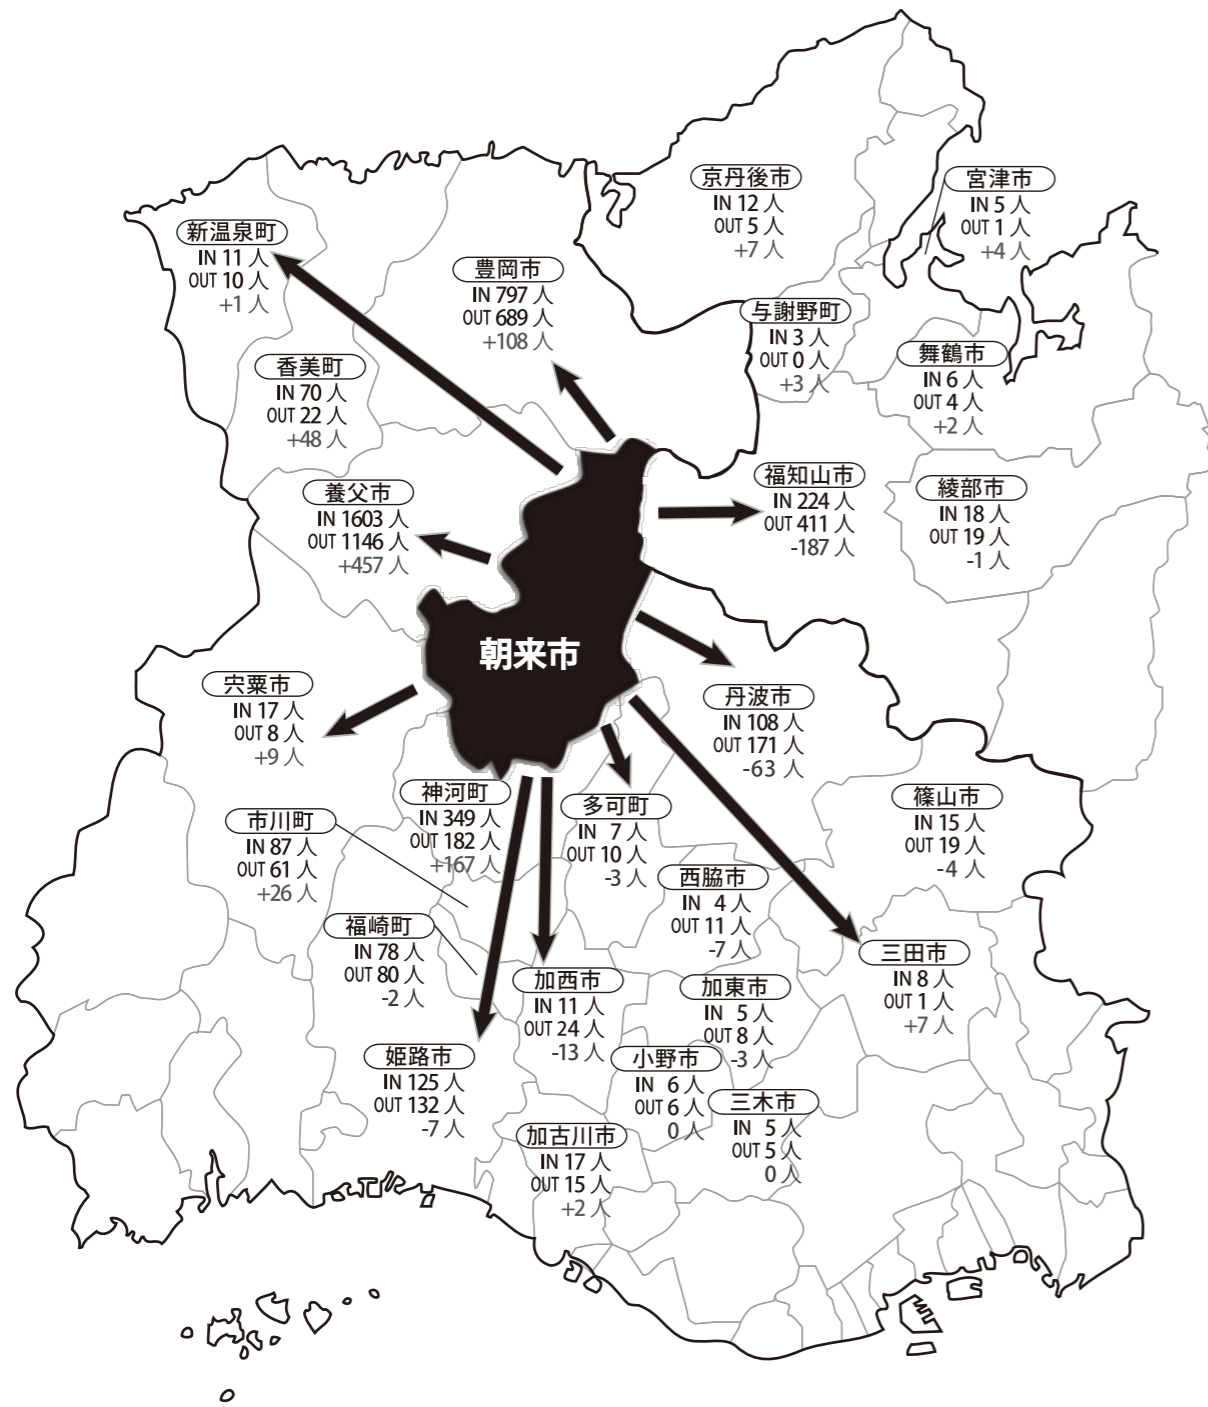 京丹後市
IN 12 人
OUT 5 人
+7 人
宮津市
IN 5 人
OUT 1 人
+4 人
新温泉町
IN 11 人
OUT 10 人
+1 人
豊岡市
IN 797 人
OUT 689 人
+108 人
与謝野町
IN 3 人
OUT 0 人
+3 人
舞鶴市
IN 6 人
OUT 4 人
+2 人
香美町
IN 70 人
OUT 22 人
+48 人
養父市
IN 1603 人
OUT 1146 人
+457 人
福知山市
IN 224 人
OUT 411 人
-187 人
綾部市
IN 18 人
OUT 19 人
-1 人
朝来市
宍粟市
IN 17 人
OUT 8 人
+9 人
丹波市
IN 108 人
OUT 171 人
-63 人
神河町
IN 349 人
OUT 182 人
+167 人
多可町
IN 7 人
OUT 10 人
-3 人
篠山市
IN 15 人
OUT 19 人
-4 人
市川町
IN 87 人
OUT 61 人
+26 人
西脇市
IN 4 人
OUT 11 人
-7 人
福崎町
IN 78 人
OUT 80 人
-2 人
三田市
IN 8 人
OUT 1 人
+7 人
加西市
IN 11 人
OUT 24 人
-13 人
加東市
IN 5 人
OUT 8 人
-3 人
姫路市
IN 125 人
OUT 132 人
-7 人
小野市
IN 6 人
OUT 6 人
0 人
三木市
IN 5 人
OUT 5 人
0 人
加古川市
IN 17 人
OUT 15 人
+2 人